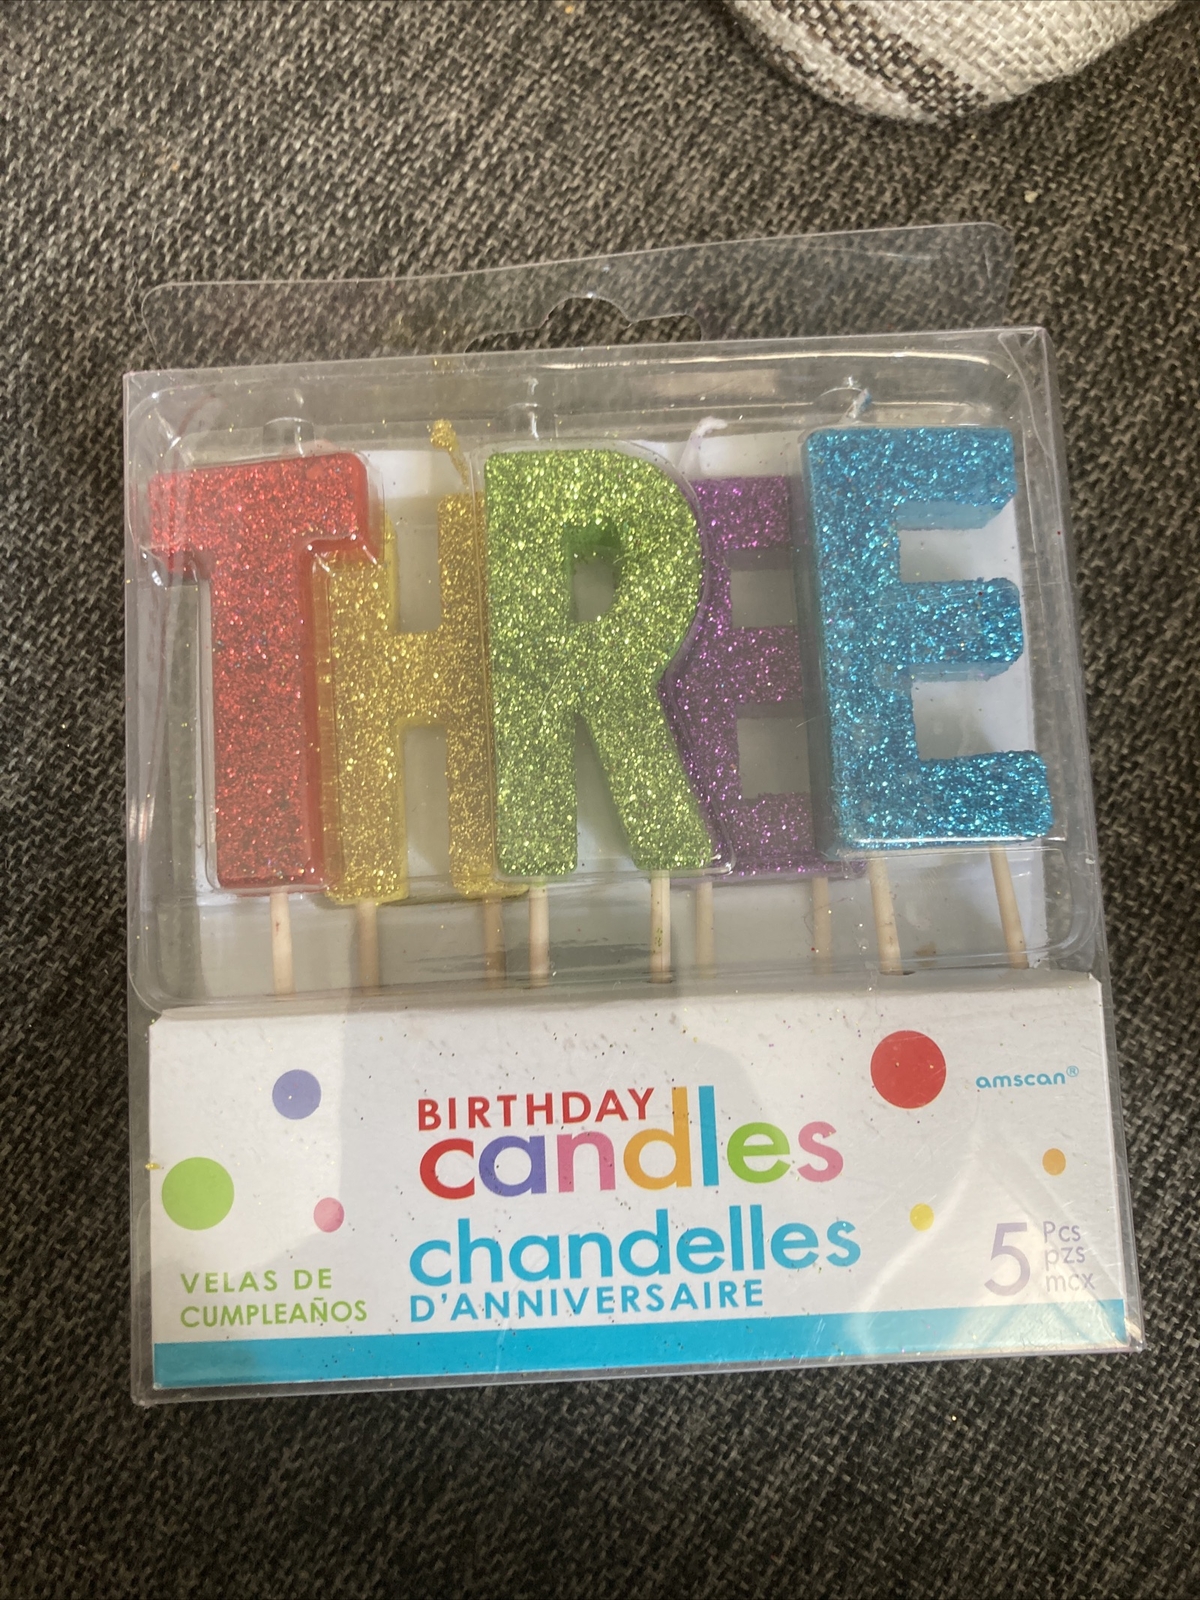 THREE
amscan®
BIRTHDAY
candles
chandelles
D'ANNIVERSAIRE
VELAS DE
CUMPLEAÑOS
5 Pcs
pzs
mcx